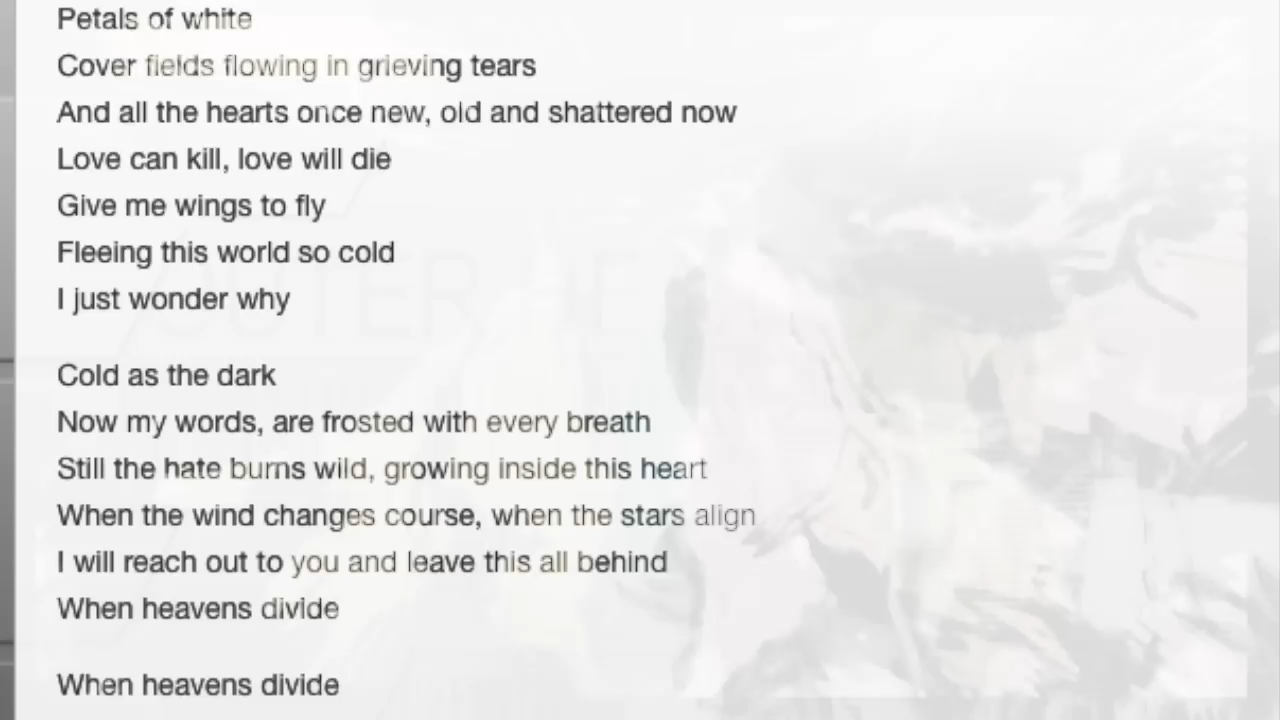 Petals of white
Cover fields flowing in grieving tears
And all the hearts once new, old and shattered now
Love can kill, love will die
Give me wings to fly
Fleeing this world so cold
I just wonder why
Cold as the dark
Now my words, are frosted with every breath
Still the hate burns wild, growing inside this heart
When the wind changes course, when the stars align
I will reach out to you and leave this all behind
When heavens divide
When heavens divide
OUTER HE